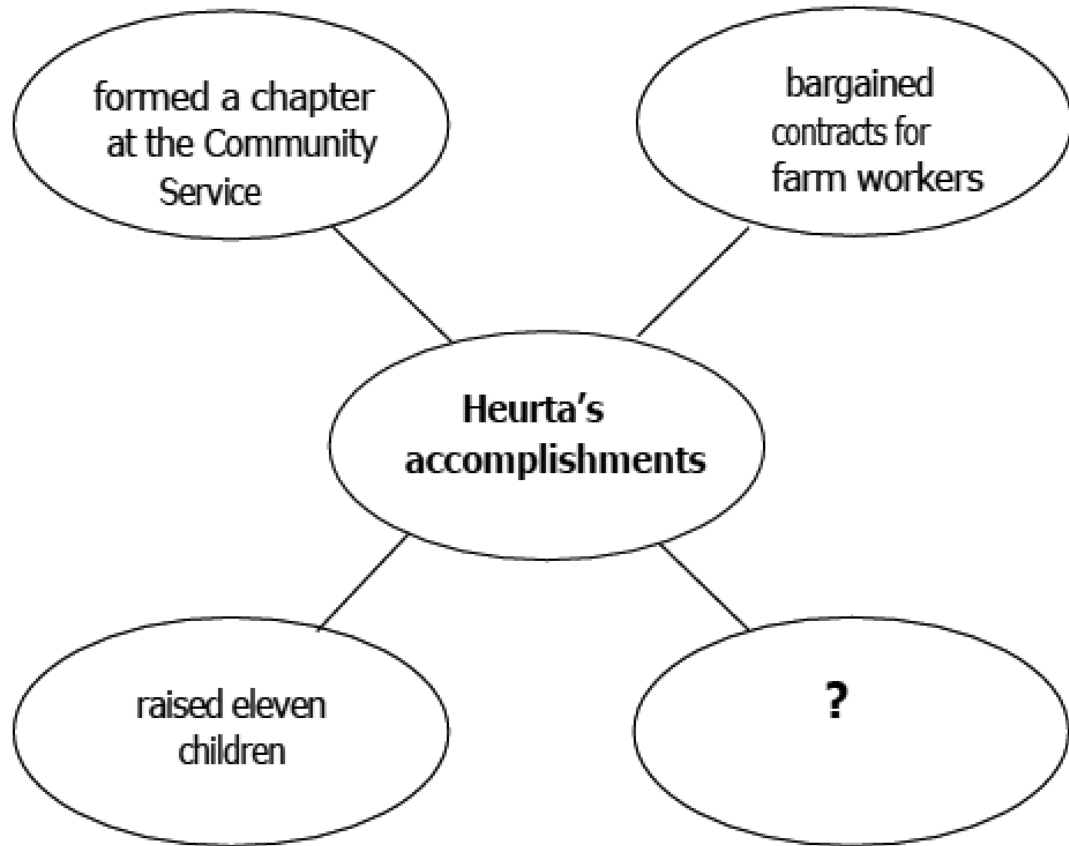 formed a chapter
at the Community
Service
bargained
contracts for
farm workers
Heurta’s
accomplishments
raised eleven
children
?